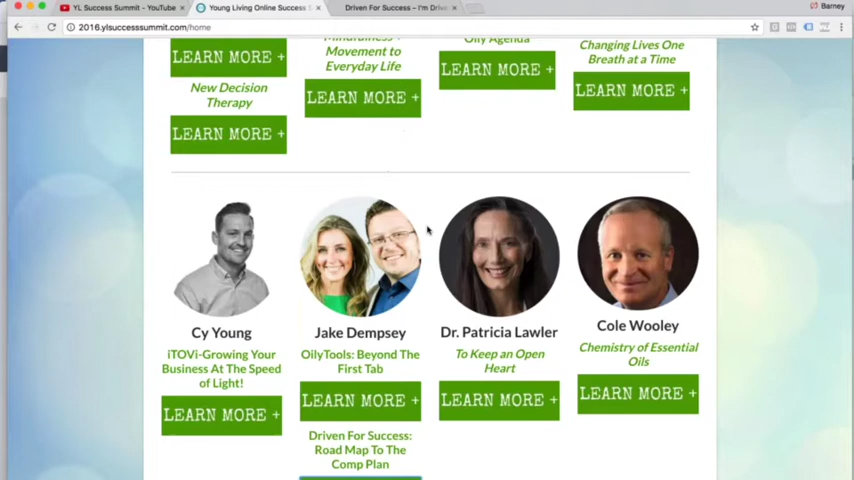 YL Success Summit - YouTube
Young Living Online Success S
Driven For Success – I'm Drive
Barney
2016.ylsuccesssummit.com/home
LEARN MORE +
New Decision
Therapy
LEARN MORE +
Mindfulness +
Movement to
Everyday Life
LEARN MORE +
Oily Agenda
LEARN MORE +
Changing Lives One
Breath at a Time
LEARN MORE +
Cy Young
iTOVi-Growing Your
Business At The Speed
of Light!
LEARN MORE +
Jake Dempsey
OilyTools: Beyond The
First Tab
LEARN MORE +
Driven For Success:
Road Map To The
Comp Plan
Dr. Patricia Lawler
To Keep an Open
Heart
LEARN MORE +
Cole Wooley
Chemistry of Essential
Oils
LEARN MORE +